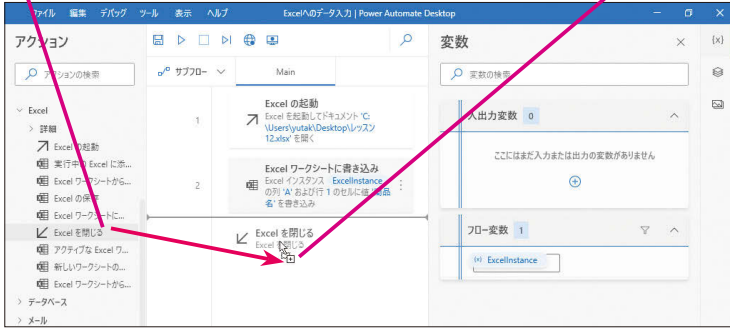 ファイル 編集 デバッグ ツール 表示 ヘルプ
Excelへのデータ入力 | Power Automate Desktop
アクション
アクションの検索
Excel
詳細
Excel の起動
実行中の Excel に添...
Excel ワークシートから...
Excel の保存
Excel ワークシートに...
Excel を閉じる
アクティブな Excel ワ...
新しいワークシートの...
Excel ワークシートから...
データベース
メール
サブフロー
Main
1
Excel の起動
Excel を起動してドキュメント 'C:
\Users\yutak\Desktop\レッスン
12.xlsx' を開く
2
Excel ワークシートに書き込み
Excel インスタンス ExcelInstance
の列 'A' および行 1 のセルに値 '商品
名' を書き込み
Excel を閉じる
Excel を閉じる
変数
{x}
変数の検索
入出力変数 0
ここにはまだ入力または出力の変数がありません
フロー変数 1
(x) ExcelInstance